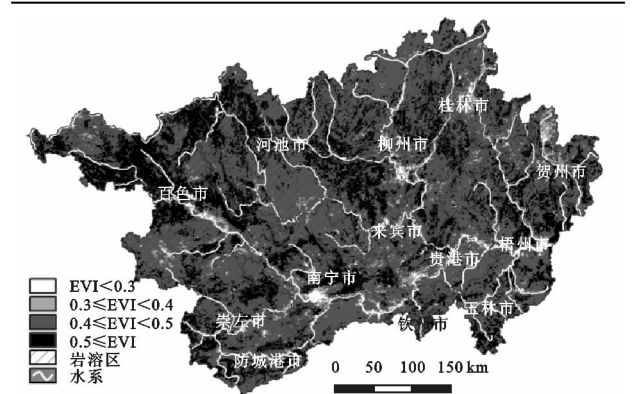 桂林市
河池市
柳州市
贺州市
百色市
来宾市
梧州市
贵港市
南宁市
玉林市
崇左市
钦州市
防城港市
EVI<0.3
0.3≤EVI<0.4
0.4≤EVI<0.5
0.5≤EVI
岩溶区
水系
0 50 100 150 km